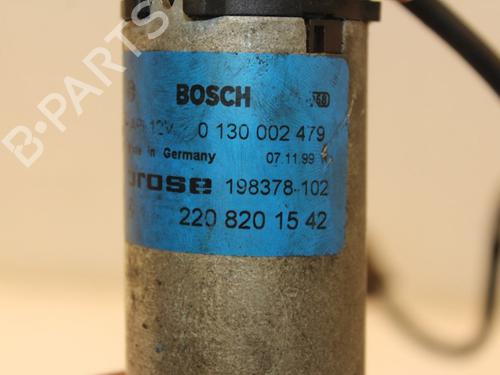 BOSCH
12V 0 130 002 479
Made in Germany 07.11.99
brose 198378-102
220 820 15 42
B-PARTS